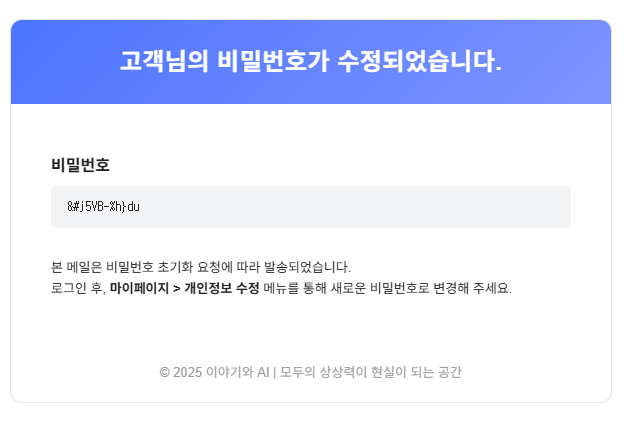 고객님의 비밀번호가 수정되었습니다.
비밀번호
&#j5VB-%h}du
본 메일은 비밀번호 초기화 요청에 따라 발송되었습니다.
로그인 후, 마이페이지 > 개인정보 수정 메뉴를 통해 새로운 비밀번호로 변경해 주세요.
© 2025 이야기와 AI | 모두의 상상력이 현실이 되는 공간